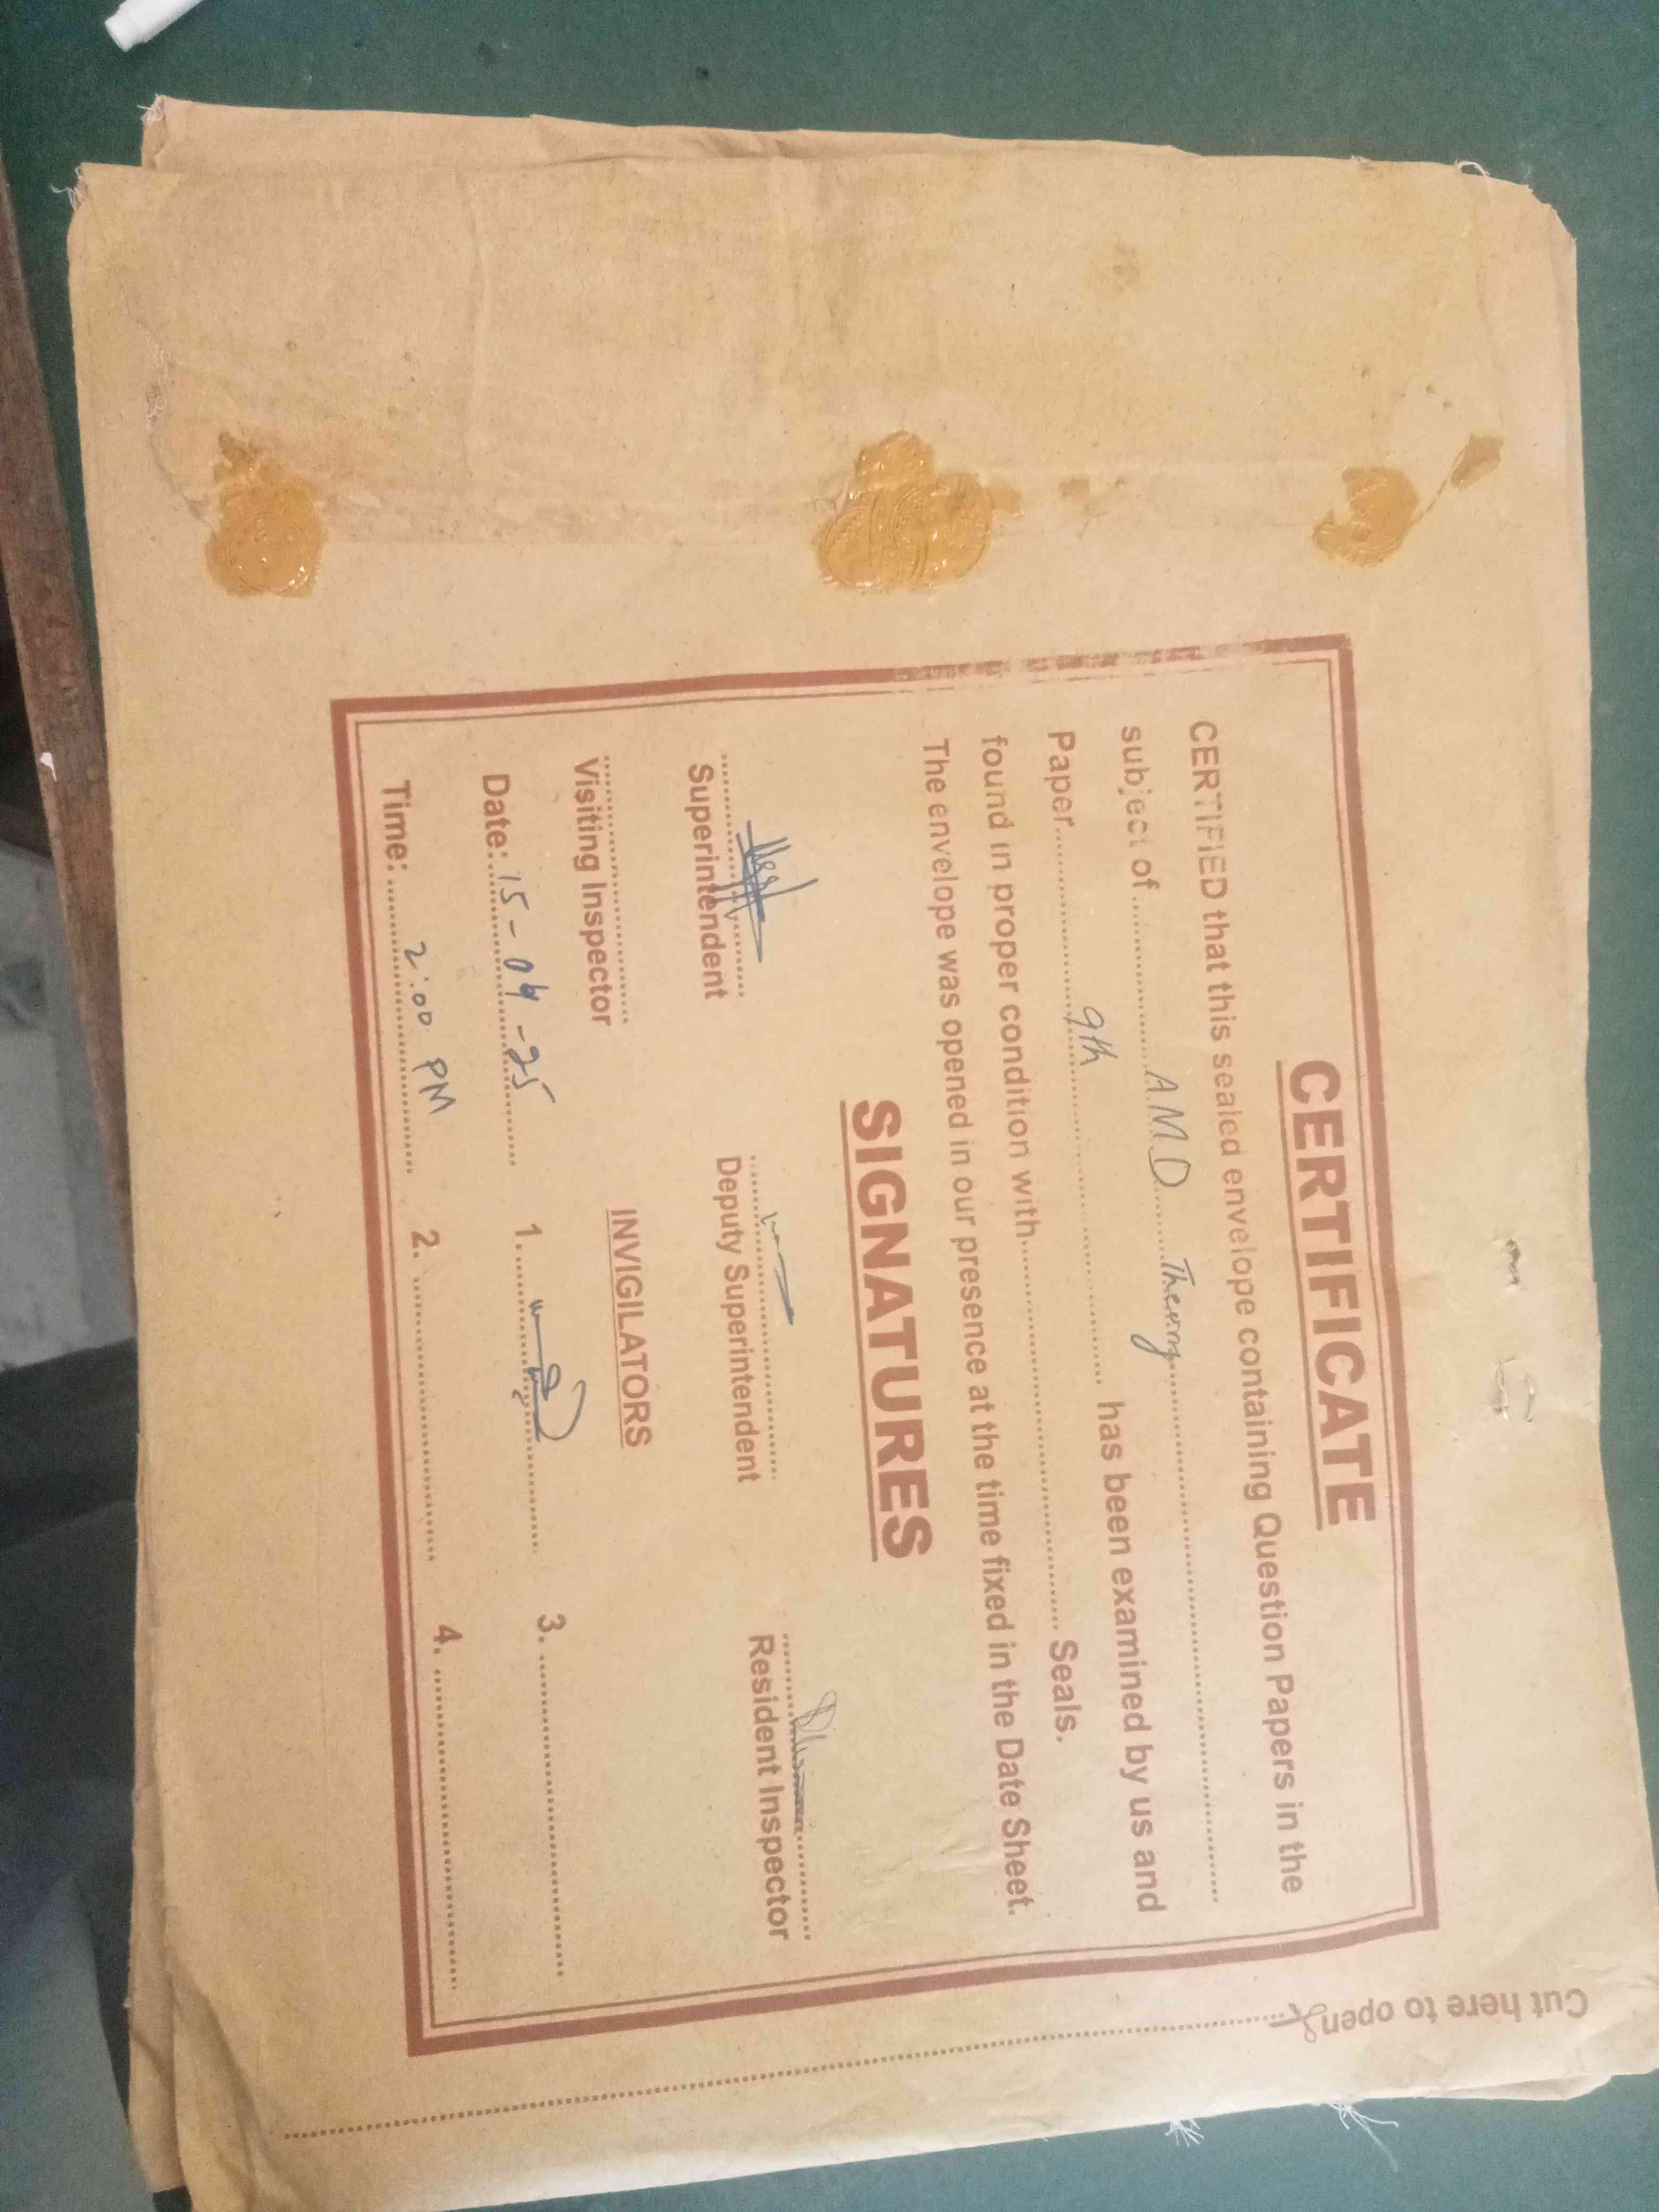 CERTIFICATE
CERTIFIED that this sealed envelope containing Question Papers in the
subject of ........ A.M.D ...... Theory ........
Paper ........ 9th ........ has been examined by us and
found in proper condition with ........ Seals.
The envelope was opened in our presence at the time fixed in the Date Sheet.
SIGNATURES
Superintendent Deputy Superintendent Resident Inspector
Visiting Inspector
INVIGILATORS
Date: 15-04-25 1. ........ 3. ........
Time: 2:00 PM 2. ........ 4. ........
Cut here to open